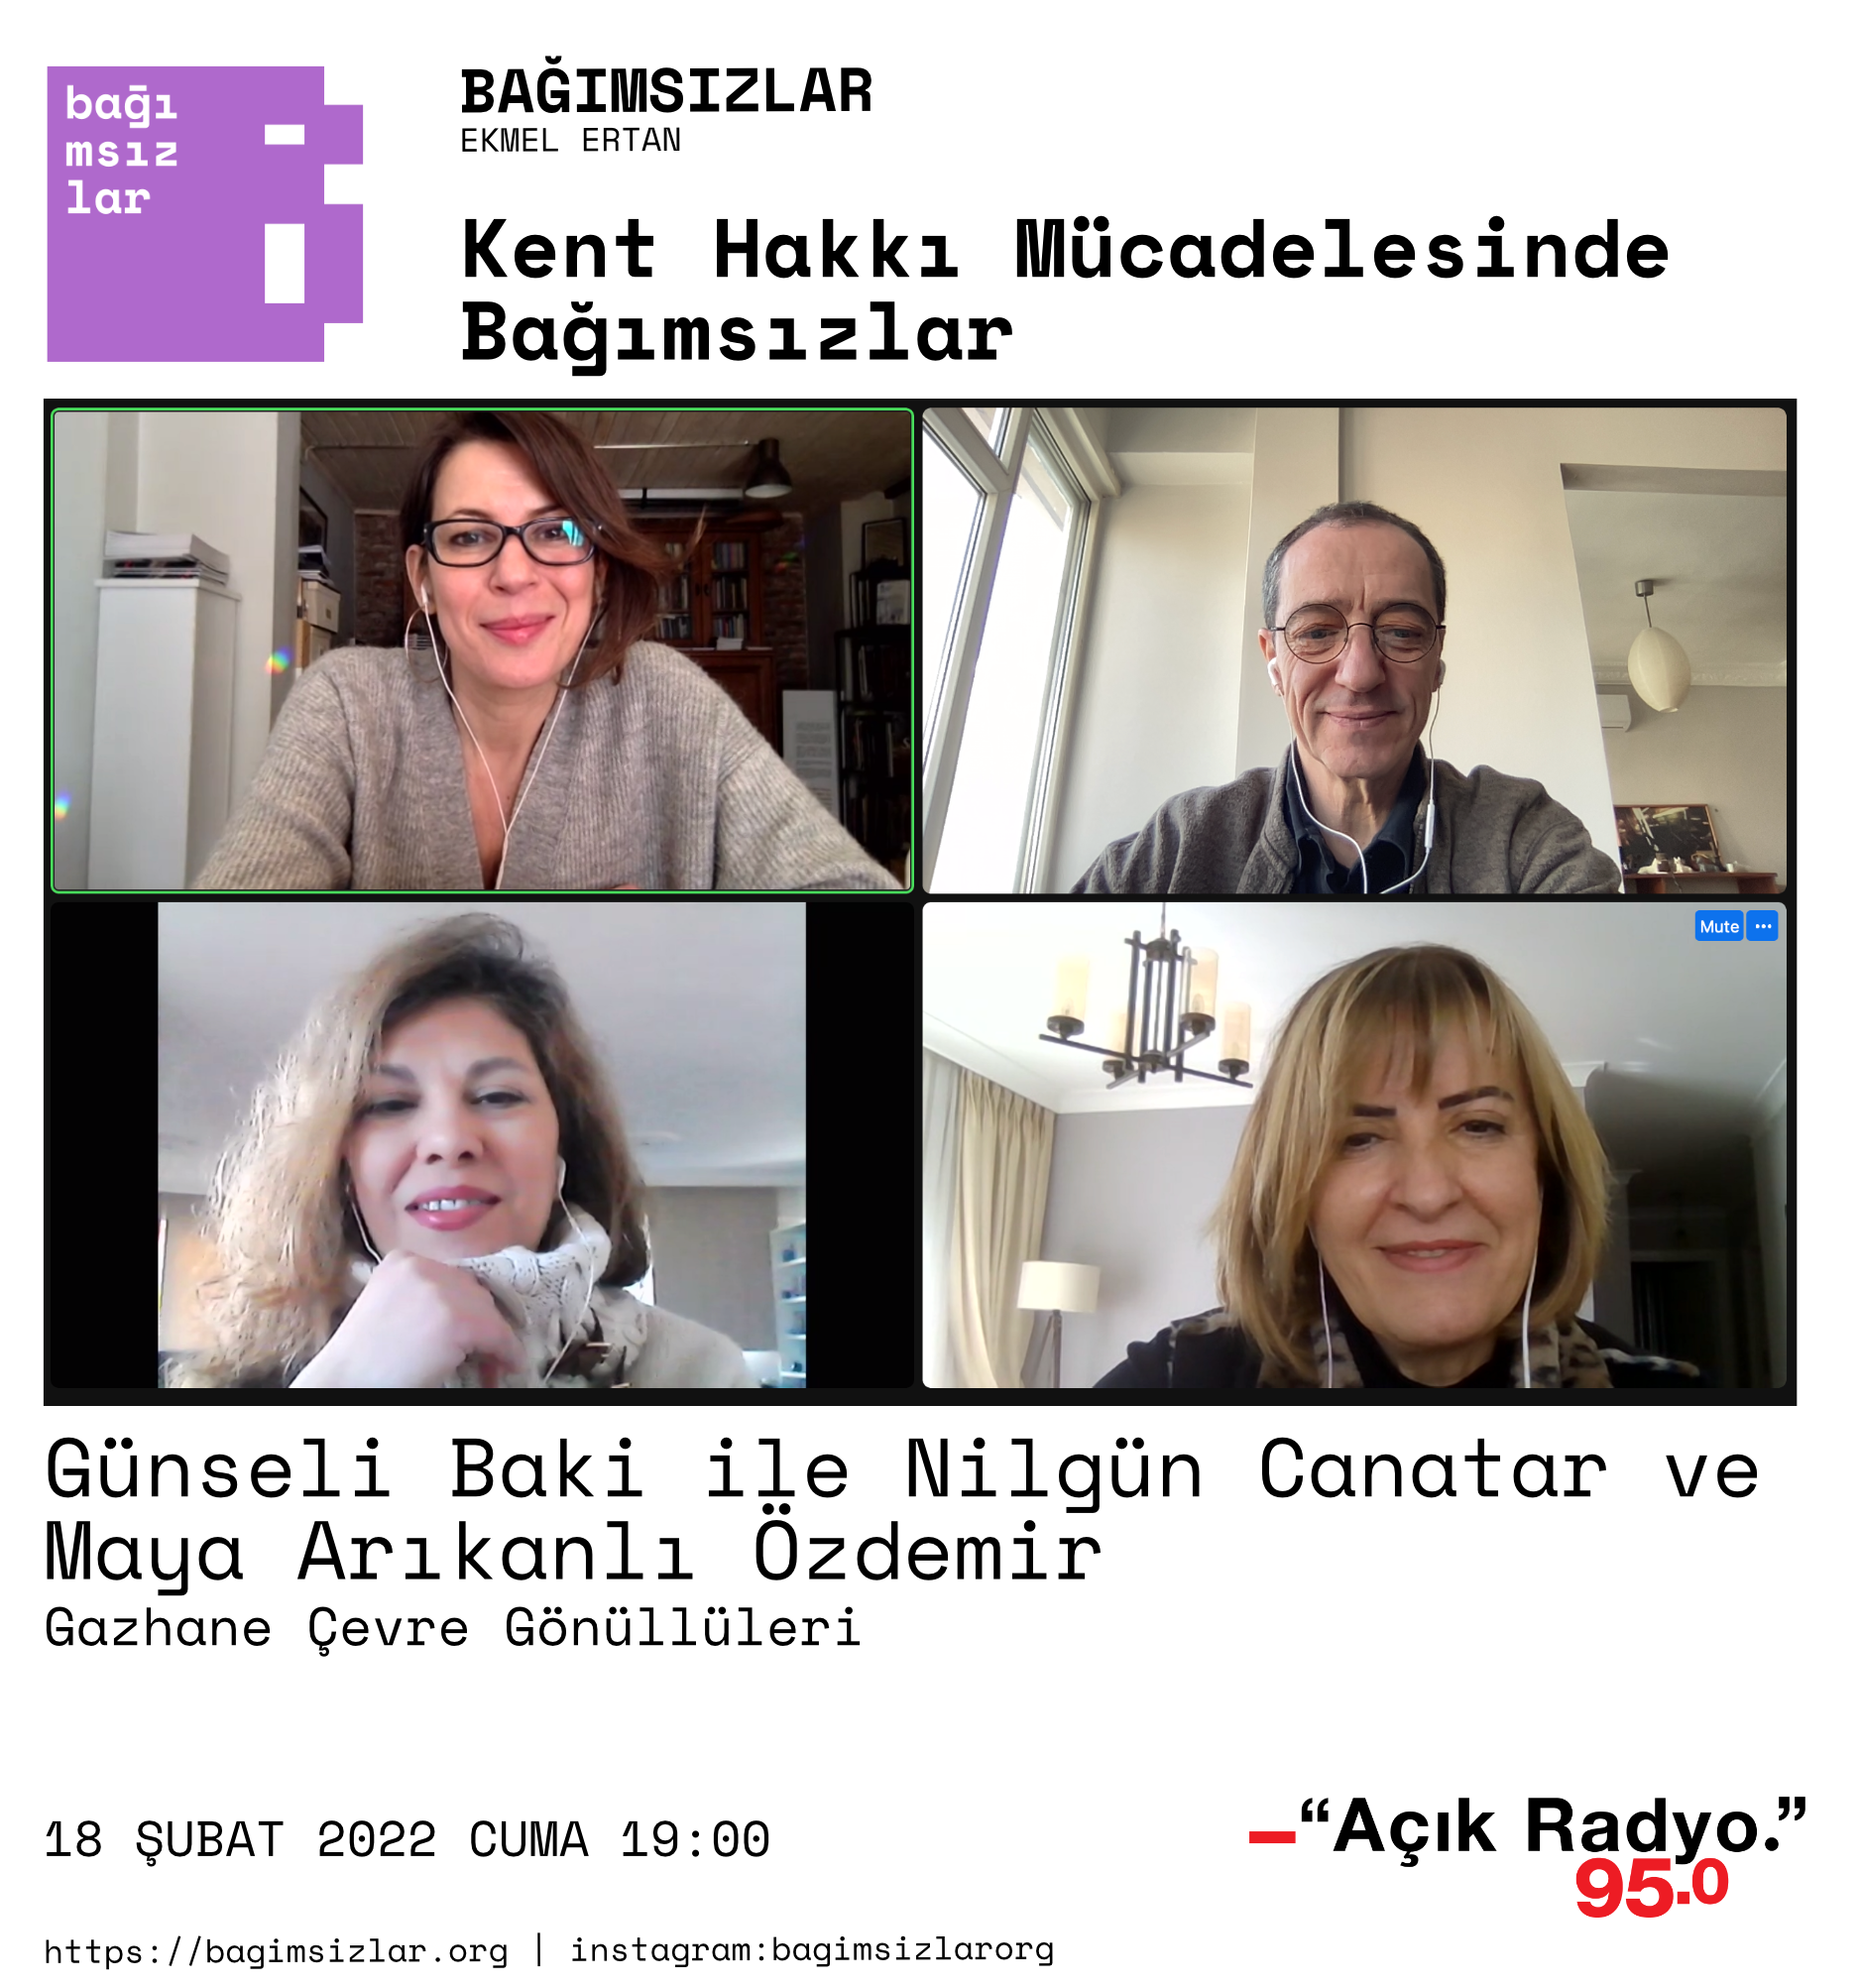 bağı
msız
lar
BAĞIMSIZLAR
EKMEL ERTAN
Kent Hakkı Mücadelesinde
Bağımsızlar
Mute
Günseli Baki ile Nilgün Canatar ve
Maya Arıkanlı Özdemir
Gazhane Çevre Gönüllüleri
18 ŞUBAT 2022 CUMA 19:00
“Açık Radyo.”
95.0
https://bagimsizlar.org | instagram:bagimsizlarorg